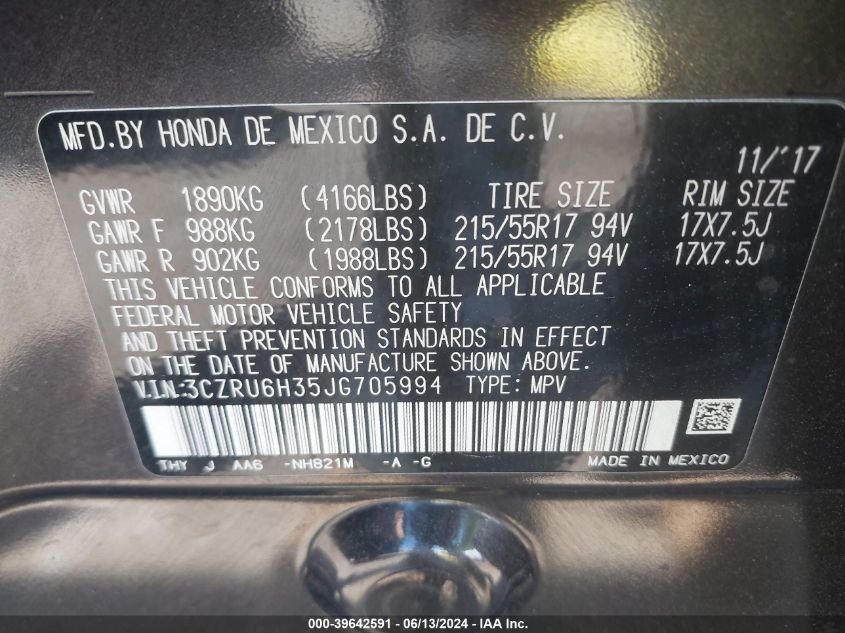 MFD.BY HONDA DE MEXICO S.A. DE C.V.
11/'17
GVWR 1890KG (4166LBS) TIRE SIZE RIM SIZE
GAWR F 988KG (2178LBS) 215/55R17 94V 17X7.5J
GAWR R 902KG (1988LBS) 215/55R17 94V 17X7.5J
THIS VEHICLE CONFORMS TO ALL APPLICABLE
FEDERAL MOTOR VEHICLE SAFETY
AND THEFT PREVENTION STANDARDS IN EFFECT
ON THE DATE OF MANUFACTURE SHOWN ABOVE.
V.I.N.:3CZRU6H35JG705994 TYPE: MPV
THY J AA6 -NH821M -A -G MADE IN MEXICO
000-39642591 - 06/13/2024 - IAAI.com